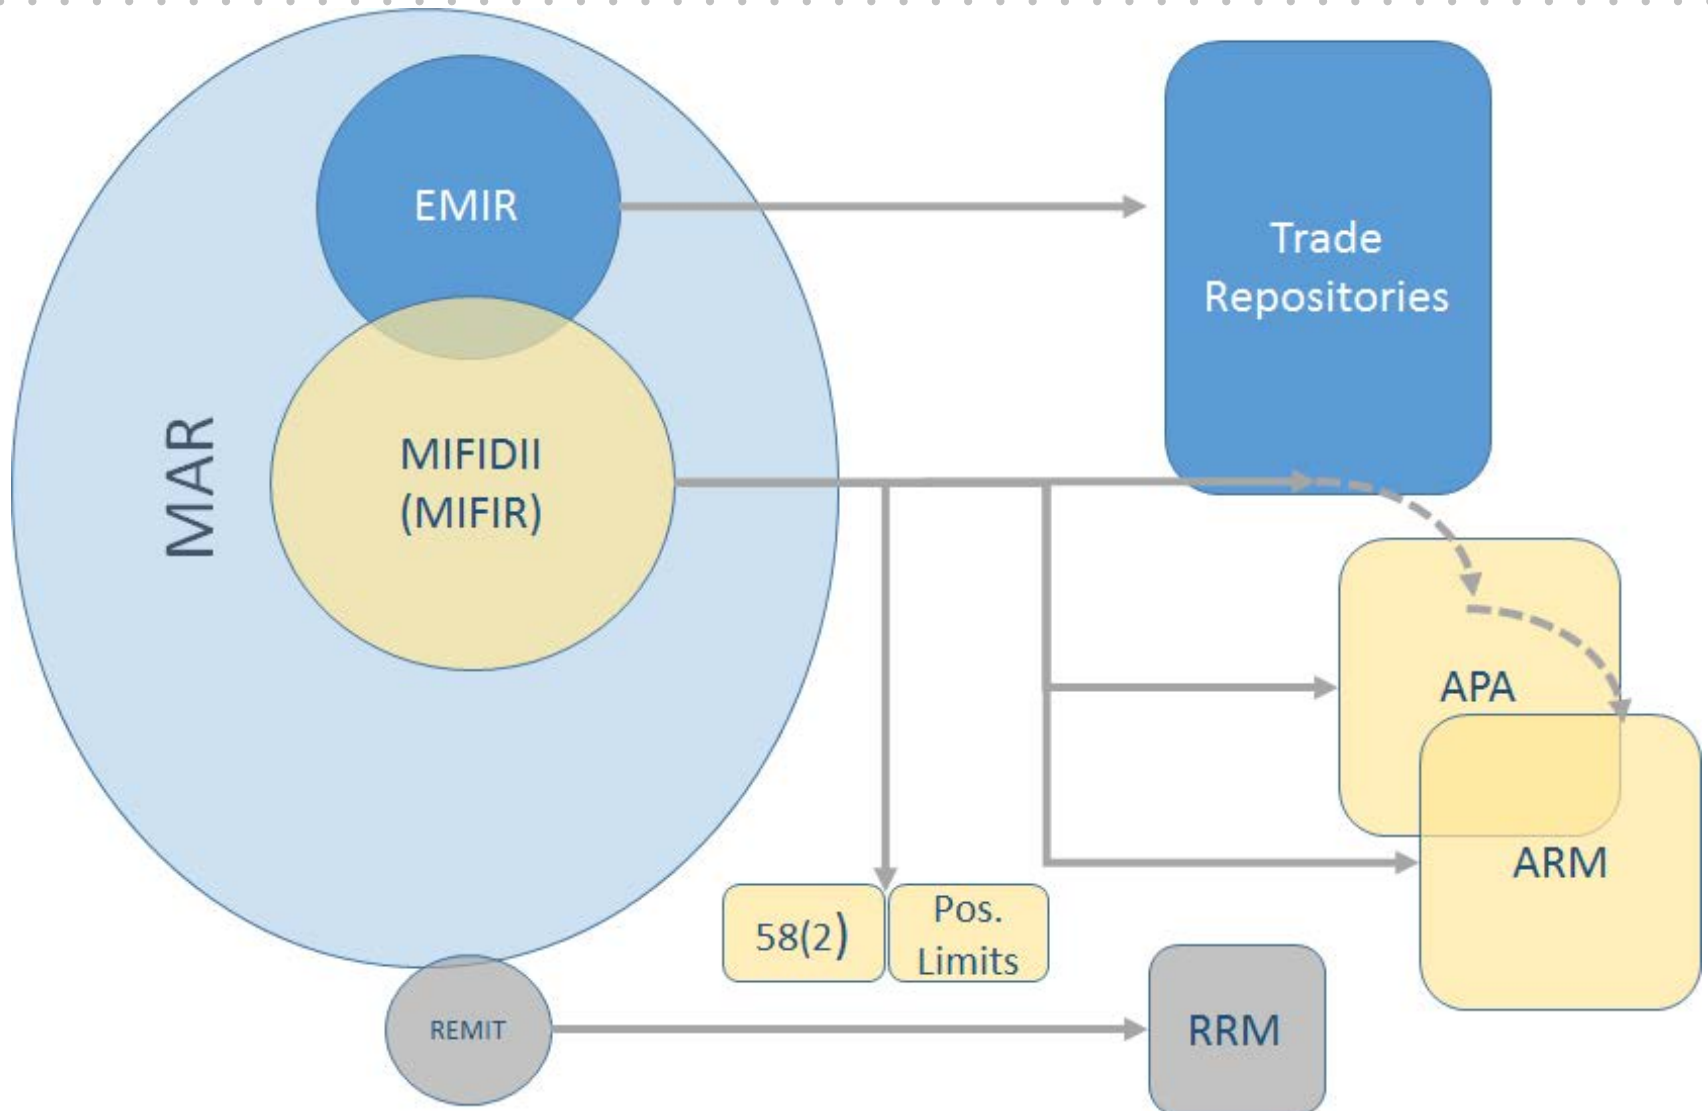 EMIR
Trade
Repositories
MAR
MIFIDII
(MIFIR)
APA
ARM
58(2)
Pos.
Limits
REMIT
RRM